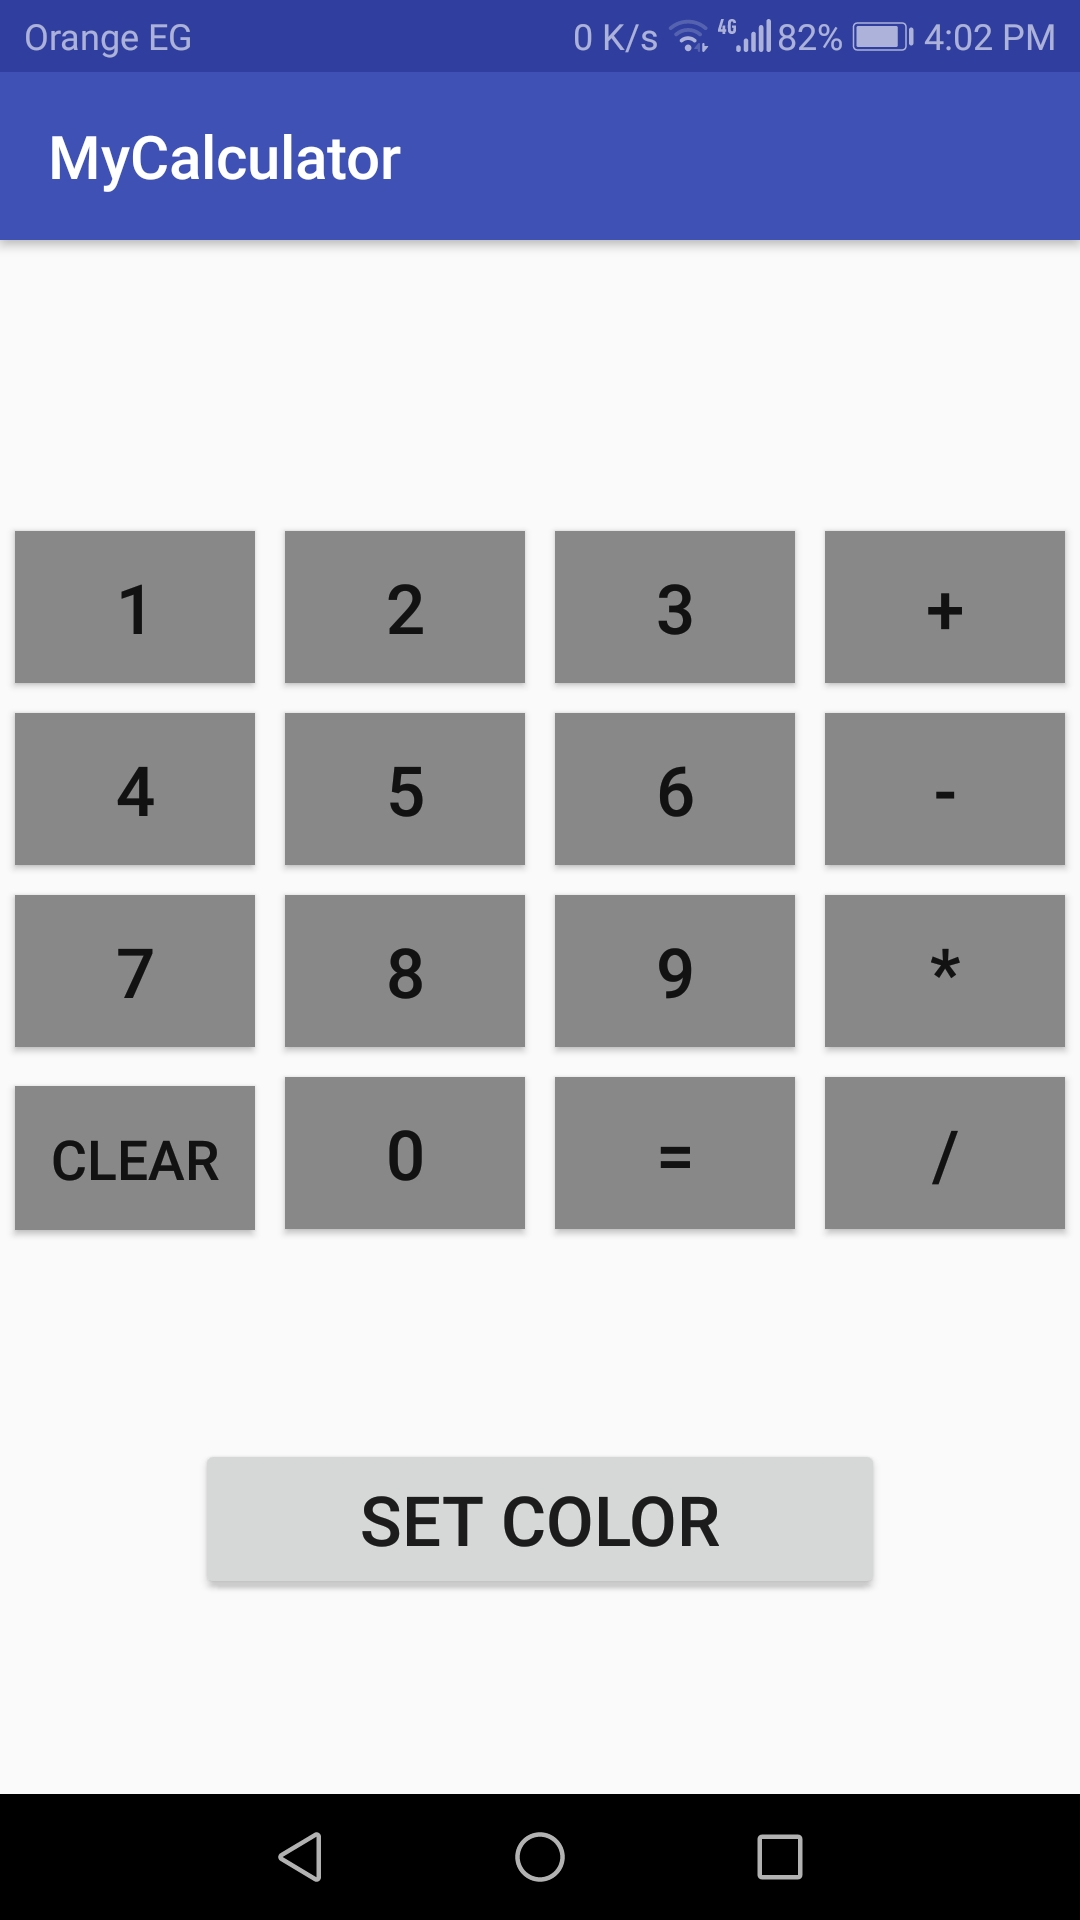 Orange EG 0 K/s 4G 82% 4:02 PM
MyCalculator
1 2 3 +
4 5 6 -
7 8 9 *
CLEAR 0 = /
SET COLOR